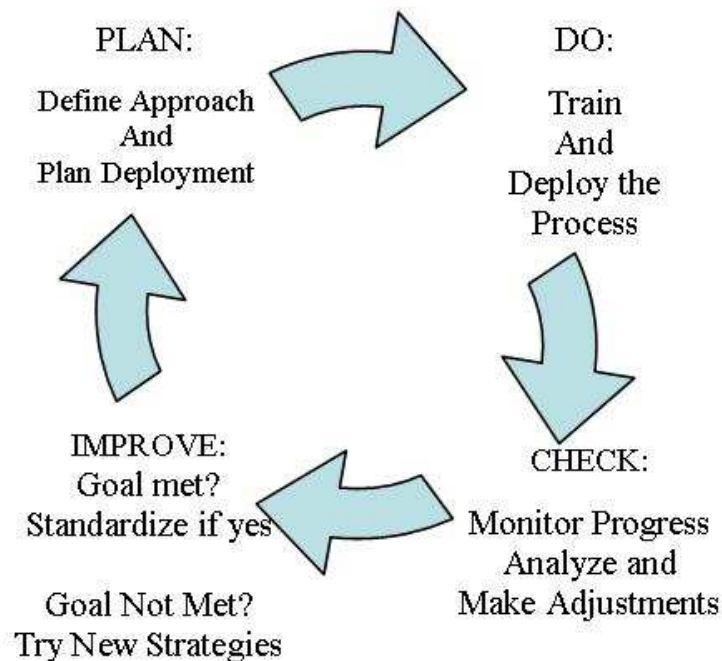 PLAN:
Define Approach
And
Plan Deployment
DO:
Train
And
Deploy the
Process
CHECK:
Monitor Progress
Analyze and
Make Adjustments
IMPROVE:
Goal met?
Standardize if yes
Goal Not Met?
Try New Strategies